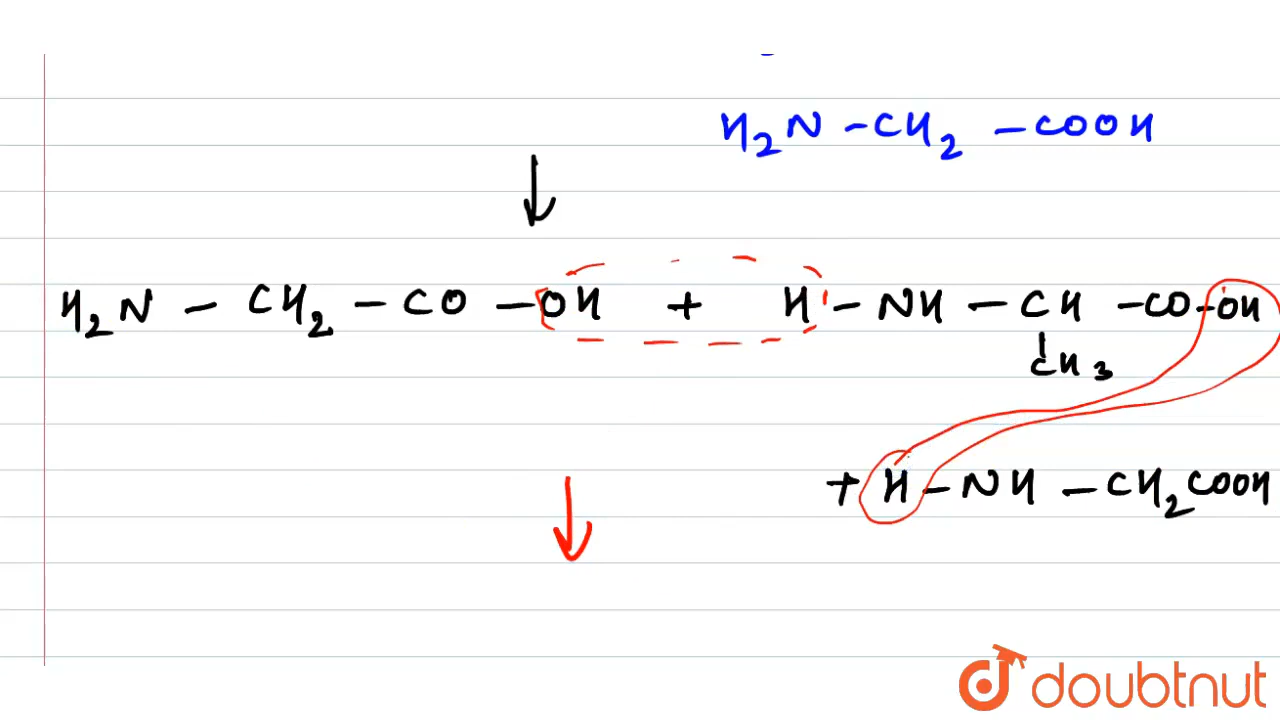 H₂N – CH₂ – COOH
↓
H₂N – CH₂ – CO – OH + H – NH – CH – CO – OH
CH₃
+ H – NH – CH₂COOH
↓
doubtnut